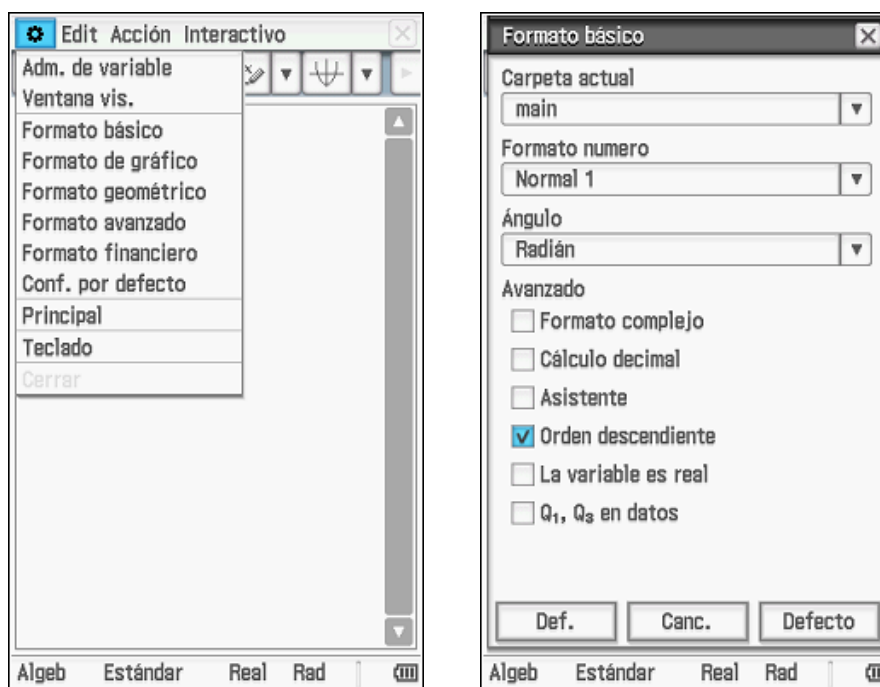 Edit Acción Interactivo
Adm. de variable
Ventana vis.
Formato básico
Formato de gráfico
Formato geométrico
Formato avanzado
Formato financiero
Conf. por defecto
Principal
Teclado
Cerrar
Algeb Estándar Real Rad
Formato básico
Carpeta actual
main
Formato numero
Normal 1
Ángulo
Radián
Avanzado
Formato complejo
Cálculo decimal
Asistente
Orden descendiente
La variable es real
Q₁, Q₃ en datos
Def. Canc. Defecto
Algeb Estándar Real Rad